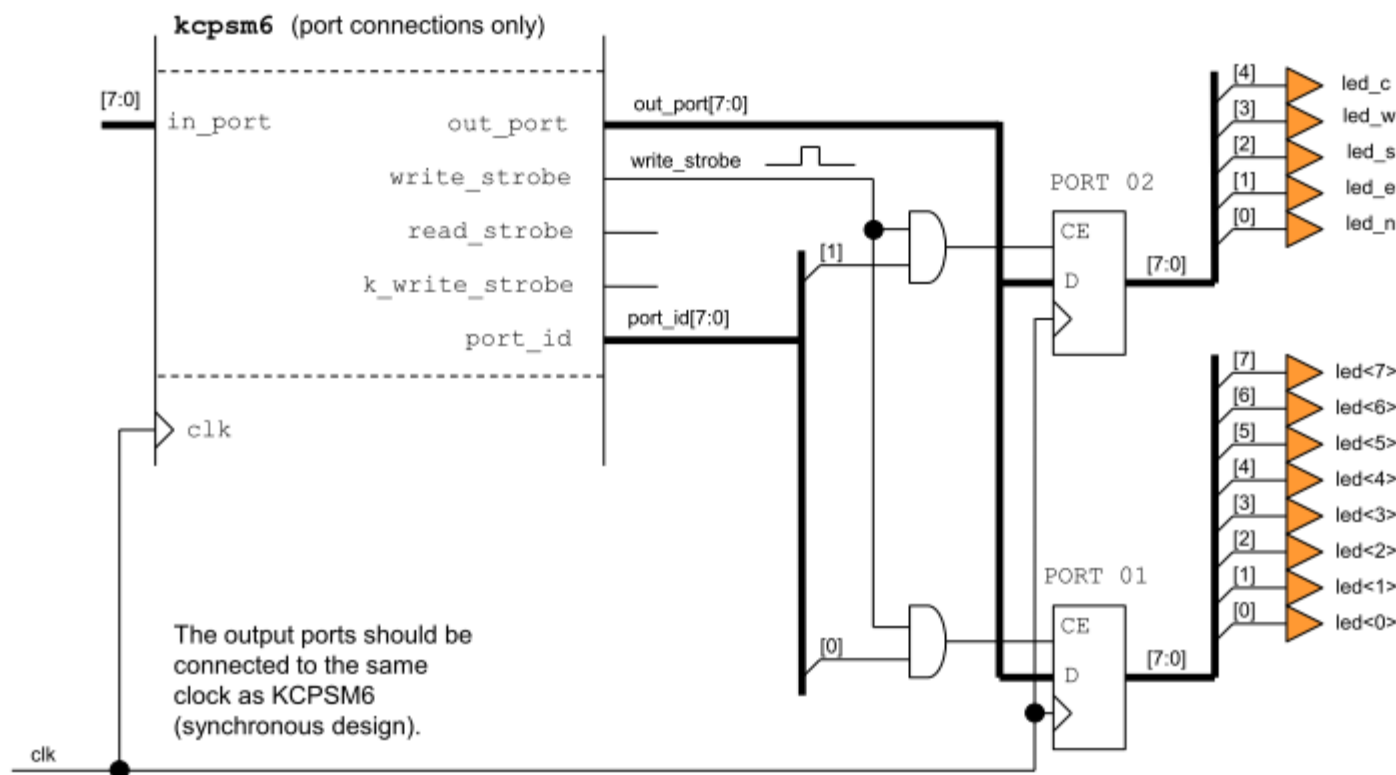 kcpsm6 (port connections only)
[7:0]
in_port
out_port
out_port[7:0]
write_strobe
write_strobe
read_strobe
k_write_strobe
port_id
port_id[7:0]
clk
[1]
[0]
PORT 02
CE
D
[7:0]
[4] led_c
[3] led_w
[2] led_s
[1] led_e
[0] led_n
PORT 01
CE
D
[7:0]
[7] led<7>
[6] led<6>
[5] led<5>
[4] led<4>
[3] led<3>
[2] led<2>
[1] led<1>
[0] led<0>
The output ports should be
connected to the same
clock as KCPSM6
(synchronous design).
clk